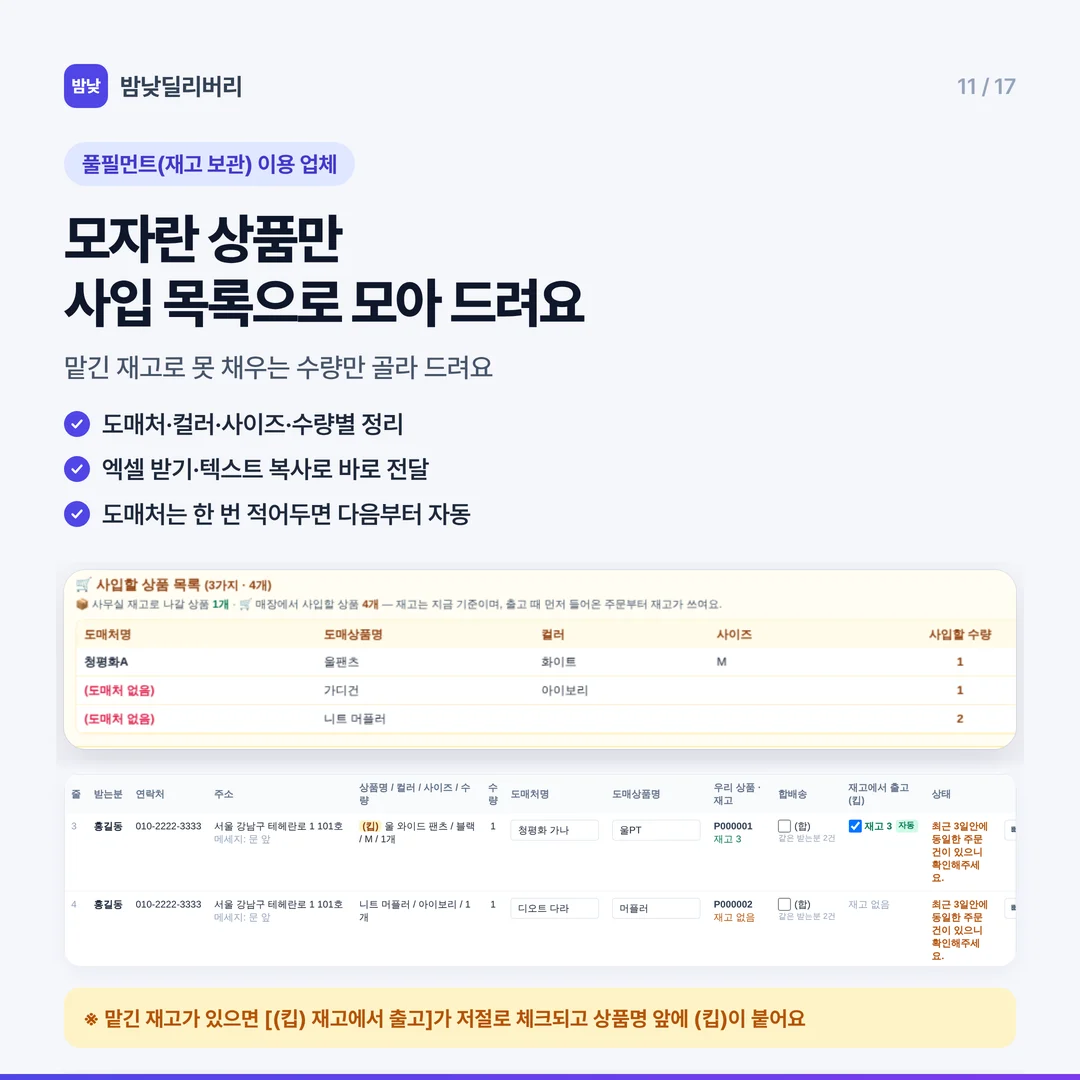 밤낮 밤낮딜리버리
11 / 17
풀필먼트(재고 보관) 이용 업체
모자란 상품만
사입 목록으로 모아 드려요
맡긴 재고로 못 채우는 수량만 골라 드려요
도매처·컬러·사이즈·수량별 정리
엑셀 받기·텍스트 복사로 바로 전달
도매처는 한 번 적어두면 다음부터 자동
사입할 상품 목록 (3가지 · 4개)
사무실 재고로 나갈 상품 1개 · 매장에서 사입할 상품 4개 — 재고는 지금 기준이며, 출고 때 먼저 들어온 주문부터 재고가 쓰여요.
도매처명 도매상품명 컬러 사이즈 사입할 수량
청평화A 울팬츠 화이트 M 1
(도매처 없음) 가디건 아이보리 1
(도매처 없음) 니트 머플러 2
줄 받는분 연락처 주소 상품명 / 컬러 / 사이즈 / 수량 수량 도매처명 도매상품명 우리 상품 · 재고 합배송 재고에서 출고 (킵) 상태
3 홍길동 010-2222-3333 서울 강남구 테헤란로 1 101호 (킵) 울 와이드 팬츠 / 블랙 1 청평화 가나 울PT P000001 (합) 재고 3 자동 최근 3일안에
메세지: 문 앞 / M / 1개 재고 3 같은 받는분 2건 동일한 주문
건이 있으니
확인해주세
요.
4 홍길동 010-2222-3333 서울 강남구 테헤란로 1 101호 니트 머플러 / 아이보리 / 1 1 디오트 다라 머플러 P000002 (합) 재고 없음 최근 3일안에
메세지: 문 앞 개 재고 없음 같은 받는분 2건 동일한 주문
건이 있으니
확인해주세
요.
※ 맡긴 재고가 있으면 [(킵) 재고에서 출고]가 저절로 체크되고 상품명 앞에 (킵)이 붙어요